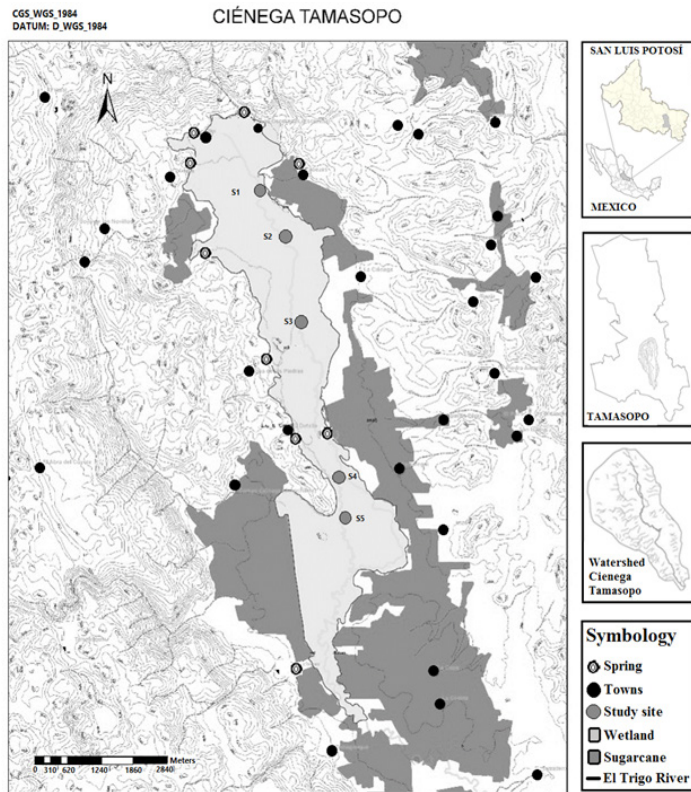 CGS_WGS_1984
DATUM: D_WGS_1984
CIÉNEGA TAMASOPO
N
S1
S2
S3
S4
S5
0 310 620 1240 1860 2840
Meters
SAN LUIS POTOSÍ
MEXICO
TAMASOPO
Watershed
Cienega
Tamasopo
Symbology
Spring
Towns
Study site
Wetland
Sugarcane
El Trigo River